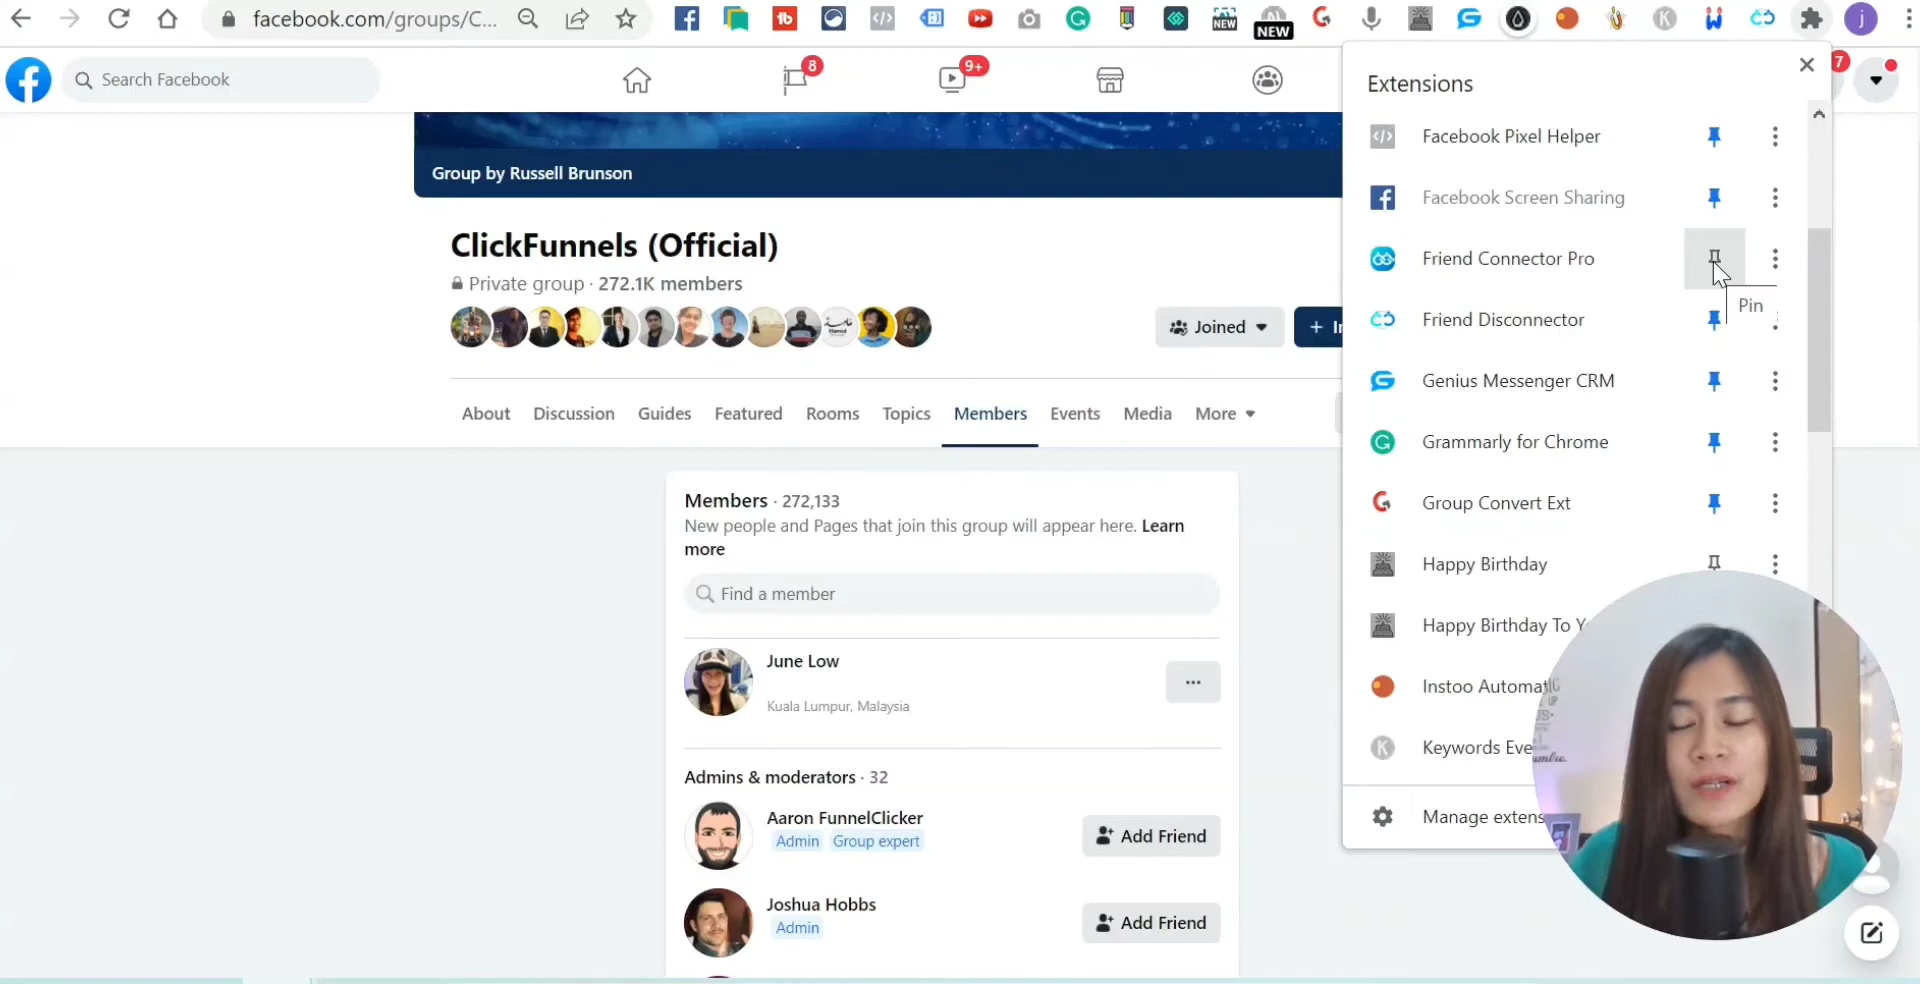 facebook.com/groups/C...
NEW
NEW
j
Search Facebook
8
9+
7
Extensions
Facebook Pixel Helper
Facebook Screen Sharing
Friend Connector Pro
Pin
Friend Disconnector
Genius Messenger CRM
Grammarly for Chrome
Group Convert Ext
Happy Birthday
Happy Birthday To Y
Instoo Automati
Keywords Eve
Manage extens
Group by Russell Brunson
ClickFunnels (Official)
Private group · 272.1K members
Joined
+ I
About Discussion Guides Featured Rooms Topics Members Events Media More
Members · 272,133
New people and Pages that join this group will appear here. Learn
more
Find a member
June Low
Kuala Lumpur, Malaysia
Admins & moderators · 32
Aaron FunnelClicker
Admin Group expert
Add Friend
Joshua Hobbs
Admin
Add Friend